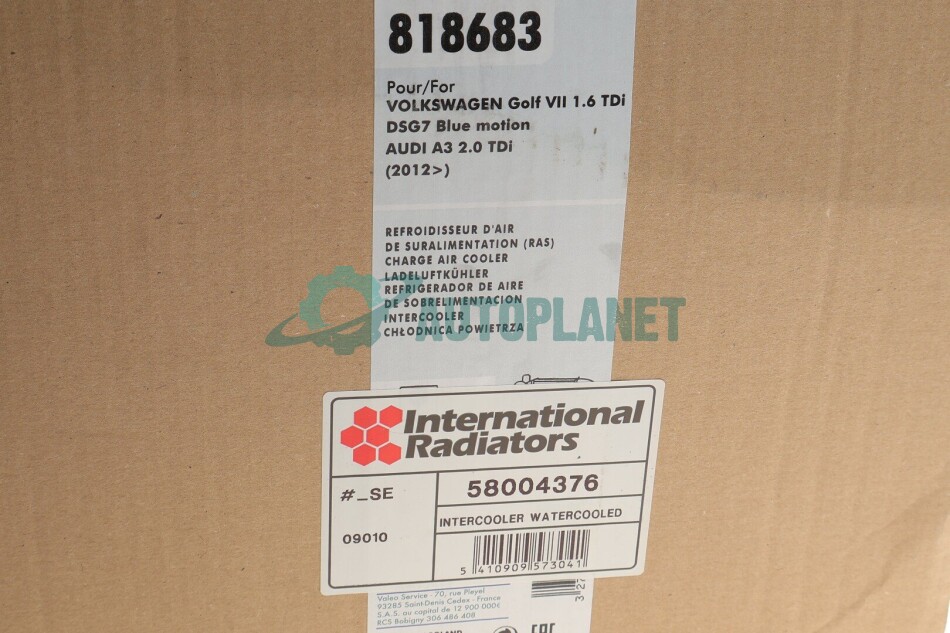 818683
Pour/For
VOLKSWAGEN Golf VII 1.6 TDi
DSG7 Blue motion
AUDI A3 2.0 TDi
(2012>)
REFROIDISSEUR D'AIR
DE SURALIMENTATION (RAS)
CHARGE AIR COOLER
LADELUFTKÜHLER
REFRIGERADOR DE AIRE
DE SOBRELIMENTACION
INTERCOOLER
CHŁODNICA POWIETRZA
AUTOPLANET
International
Radiators
#_SE
58004376
INTERCOOLER WATERCOOLED
09010
5 410909 573041
Valeo Service - 70, rue Pleyel
93285 Saint-Denis Cedex - France
S.A.S. au capital de 12 900 000€
RCS Bobigny 306 486 408
3 27